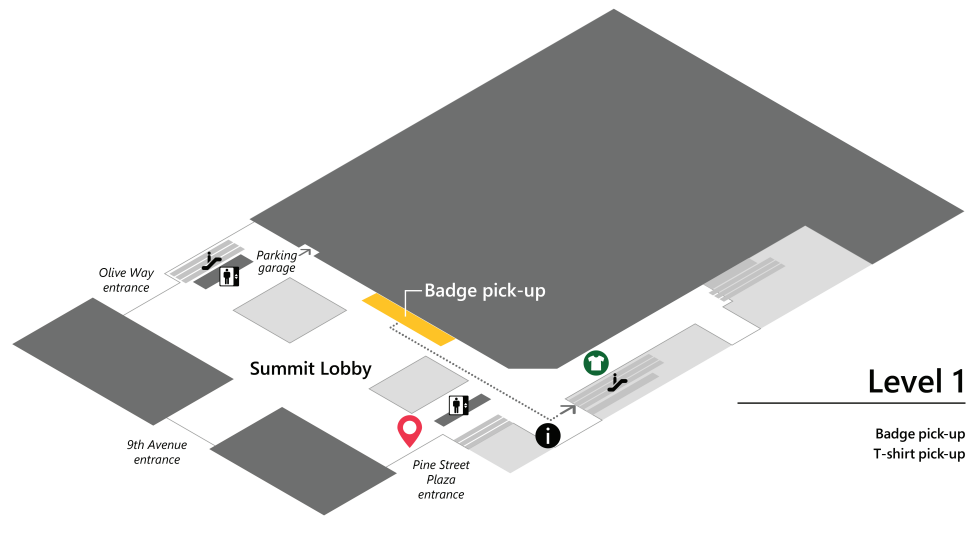 Parking
garage
Olive Way
entrance
Badge pick-up
Summit Lobby
Level 1
Badge pick-up
T-shirt pick-up
9th Avenue
entrance
i
Pine Street
Plaza
entrance